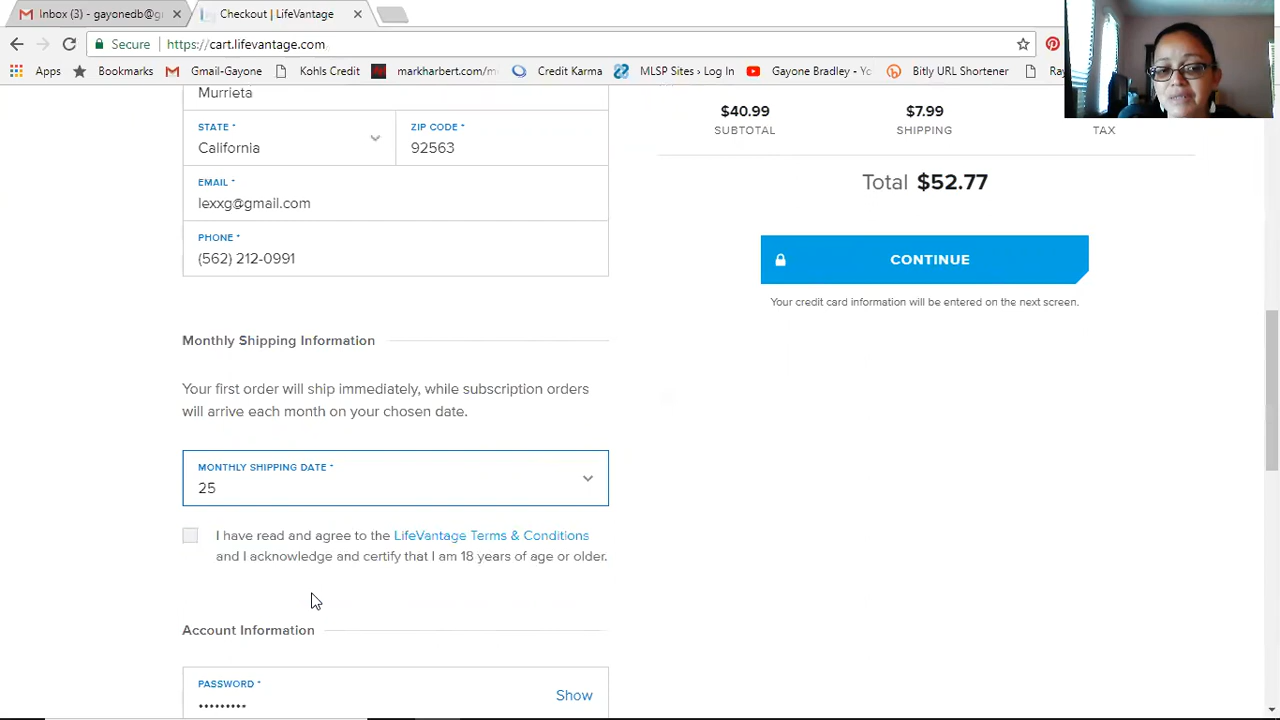 Inbox (3) - gayonedb@g
Checkout | LifeVantage
Secure
https://cart.lifevantage.com
Apps
Bookmarks
Gmail-Gayone
Kohls Credit
markharbert.com/m
Credit Karma
MLSP Sites › Log In
Gayone Bradley - Yo
Bitly URL Shortener
Ray
Murrieta
STATE *
California
ZIP CODE *
92563
EMAIL *
lexxg@gmail.com
PHONE *
(562) 212-0991
Monthly Shipping Information
Your first order will ship immediately, while subscription orders
will arrive each month on your chosen date.
MONTHLY SHIPPING DATE *
25
I have read and agree to the LifeVantage Terms & Conditions
and I acknowledge and certify that I am 18 years of age or older.
Account Information
PASSWORD *
•••••••••
Show
$40.99
SUBTOTAL
$7.99
SHIPPING
TAX
Total $52.77
CONTINUE
Your credit card information will be entered on the next screen.